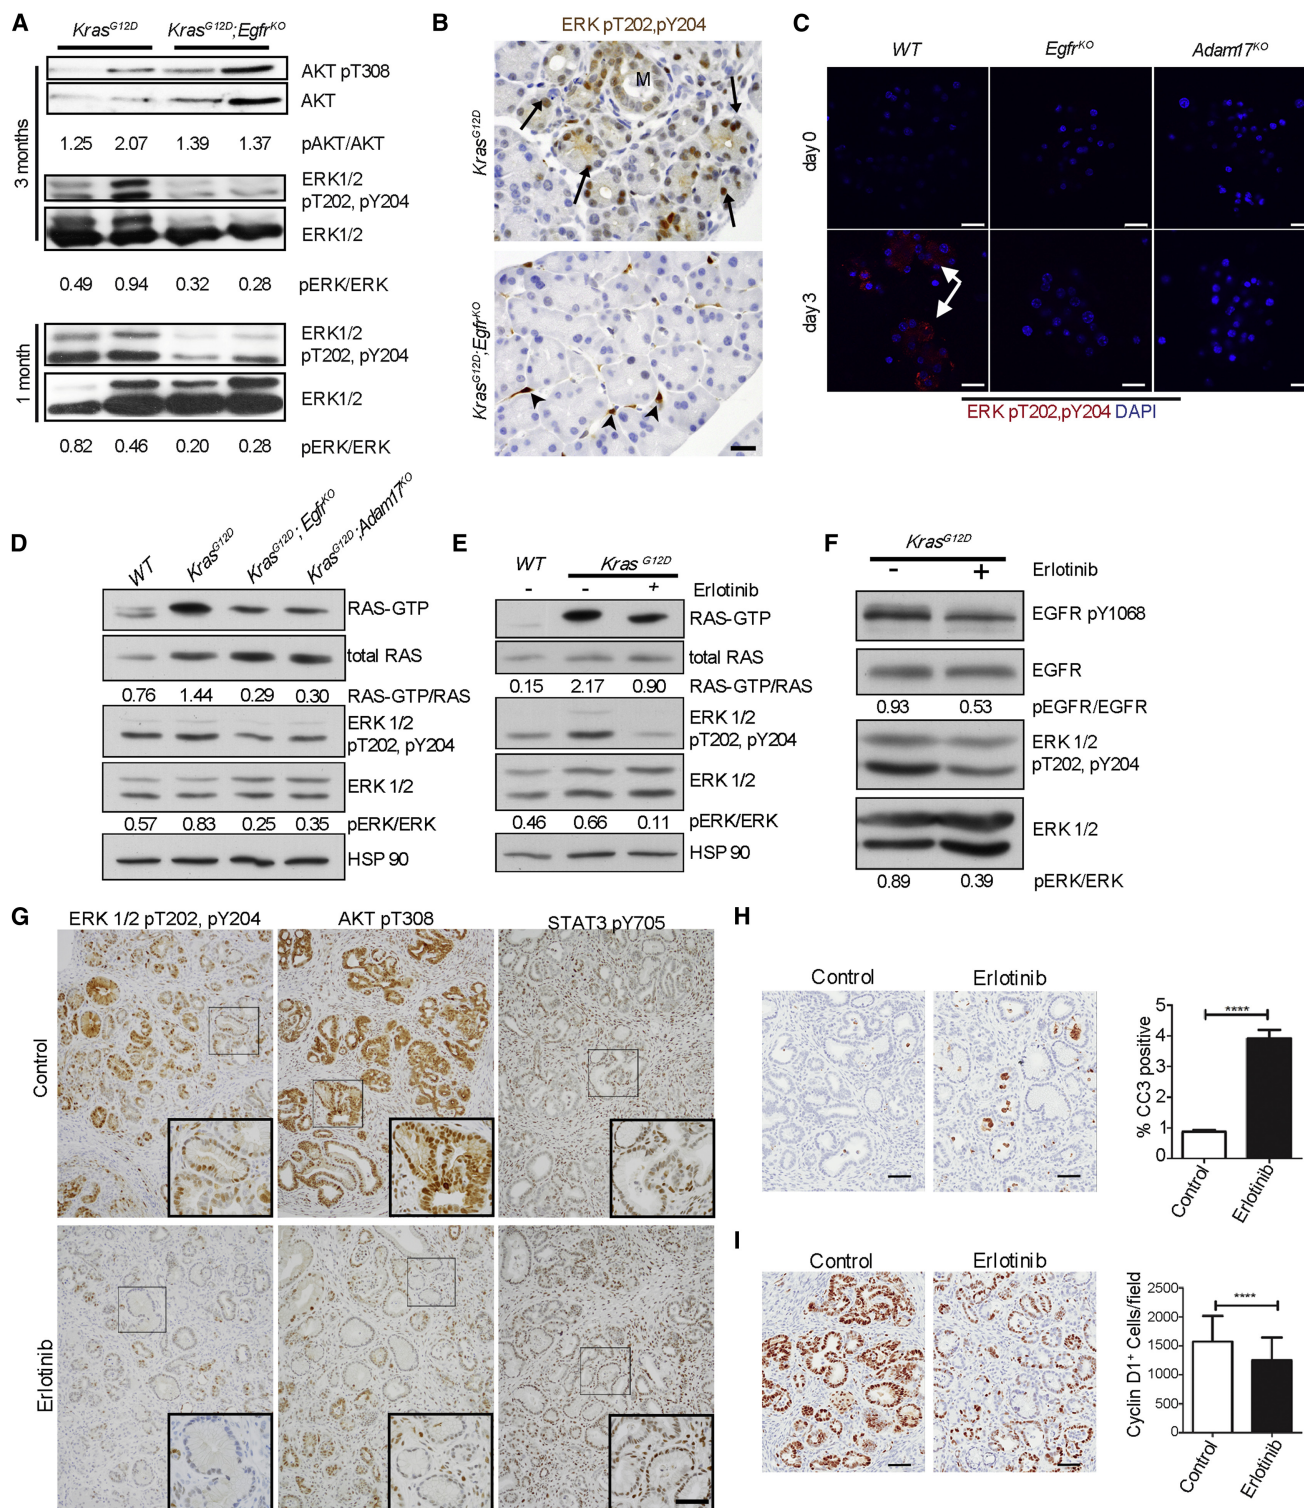 A
Kras^G12D Kras^G12D;Egfr^KO
3 months
AKT pT308
AKT
1.25 2.07 1.39 1.37 pAKT/AKT
ERK1/2
pT202, pY204
ERK1/2
0.49 0.94 0.32 0.28 pERK/ERK
1 month
ERK1/2
pT202, pY204
ERK1/2
0.82 0.46 0.20 0.28 pERK/ERK
B
ERK pT202,pY204
Kras^G12D
M
Kras^G12D;Egfr^KO
C
WT Egfr^KO Adam17^KO
day 0
day 3
ERK pT202,pY204 DAPI
D
WT Kras^G12D Kras^G12D; Egfr^KO Kras^G12D;Adam17^KO
RAS-GTP
total RAS
0.76 1.44 0.29 0.30 RAS-GTP/RAS
ERK 1/2
pT202, pY204
ERK 1/2
0.57 0.83 0.25 0.35 pERK/ERK
HSP 90
E
WT Kras^G12D
- - + Erlotinib
RAS-GTP
total RAS
0.15 2.17 0.90 RAS-GTP/RAS
ERK 1/2
pT202, pY204
ERK 1/2
0.46 0.66 0.11 pERK/ERK
HSP 90
F
Kras^G12D
- + Erlotinib
EGFR pY1068
EGFR
0.93 0.53 pEGFR/EGFR
ERK 1/2
pT202, pY204
ERK 1/2
0.89 0.39 pERK/ERK
G
ERK 1/2 pT202, pY204 AKT pT308 STAT3 pY705
Control
Erlotinib
H
Control Erlotinib
% CC3 positive
5
4
3
2
1
0
****
Control Erlotinib
I
Control Erlotinib
Cyclin D1⁺ Cells/field
2500
2000
1500
1000
500
0
****
Control Erlotinib